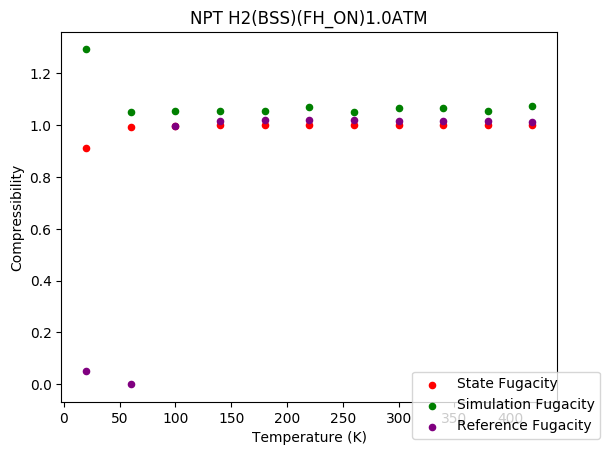 NPT H2(BSS)(FH_ON)1.0ATM
Compressibility
1.2
1.0
0.8
0.6
0.4
0.2
0.0
0 50 100 150 200 250 300 350 400
Temperature (K)
State Fugacity
Simulation Fugacity
Reference Fugacity